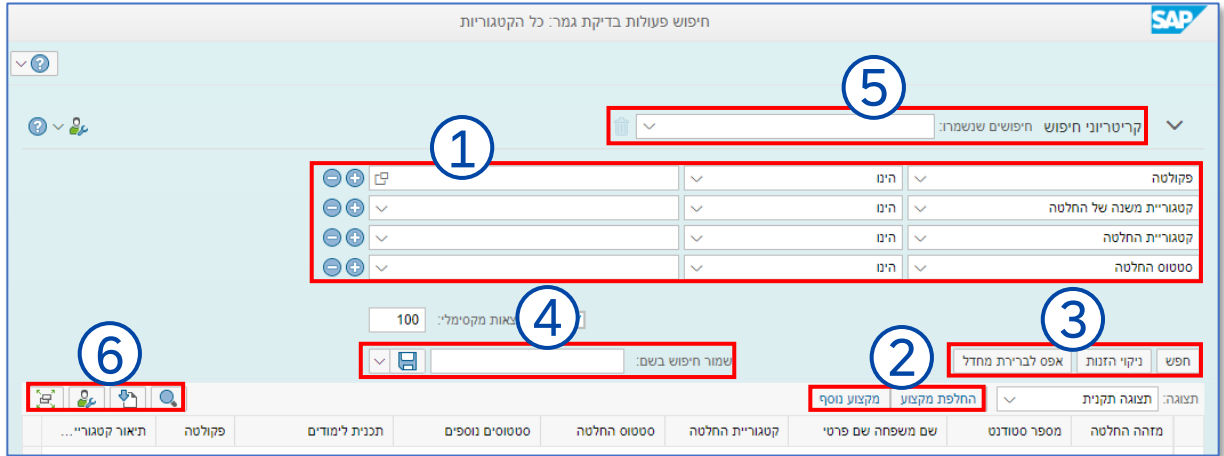 חיפוש פעולות בדיקת גמר: כל הקטגוריות SAP
5
קריטריוני חיפוש חיפושים שנשמרו:
1
פקולטה הינו
קטגוריית משנה של החלטה הינו
קטגוריית החלטה הינו
סטטוס החלטה הינו
מקסימלי: 100
4
3
6
2
שמור חיפוש בשם:
חפש ניקוי הזנות אפס לברירת מחדל
תצוגה: תצוגה תקנית החלפת מקצוע מקצוע נוסף
מזהה החלטה מספר סטודנט שם משפחה שם פרטי קטגוריית החלטה סטטוס החלטה סטטוסים נוספים תכנית לימודים פקולטה תיאור קטגורי...